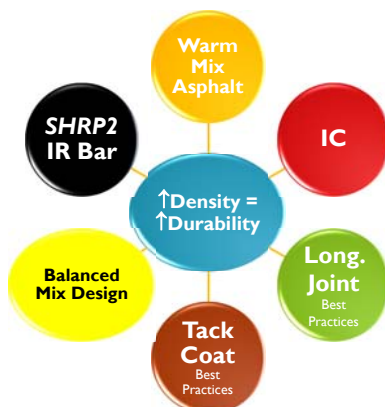 Warm
Mix
Asphalt
SHRP2
IR Bar
IC
↑Density =
↑Durability
Balanced
Mix Design
Long.
Joint
Best
Practices
Tack
Coat
Best
Practices